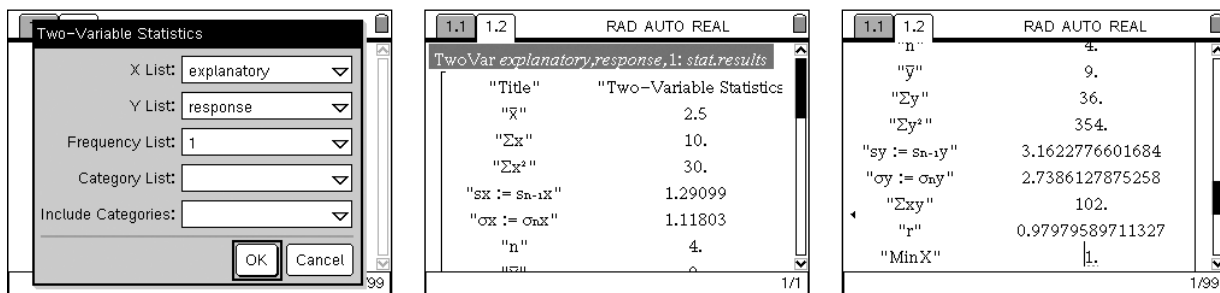 Two-Variable Statistics
X List: explanatory
Y List: response
Frequency List: 1
Category List:
Include Categories:
OK Cancel
/99
1.1 1.2 RAD AUTO REAL
TwoVar explanatory,response,1: stat.results
"Title" "Two-Variable Statistics
"x̅" 2.5
"Σx" 10.
"Σx²" 30.
"sx := sₙ₋₁x" 1.29099
"σx := σₙx" 1.11803
"n" 4.
1/1
1.1 1.2 RAD AUTO REAL
"n" 4.
"y̅" 9.
"Σy" 36.
"Σy²" 354.
"sy := sₙ₋₁y" 3.1622776601684
"σy := σₙy" 2.7386127875258
"Σxy" 102.
"r" 0.97979589711327
"MinX" 1.
1/99